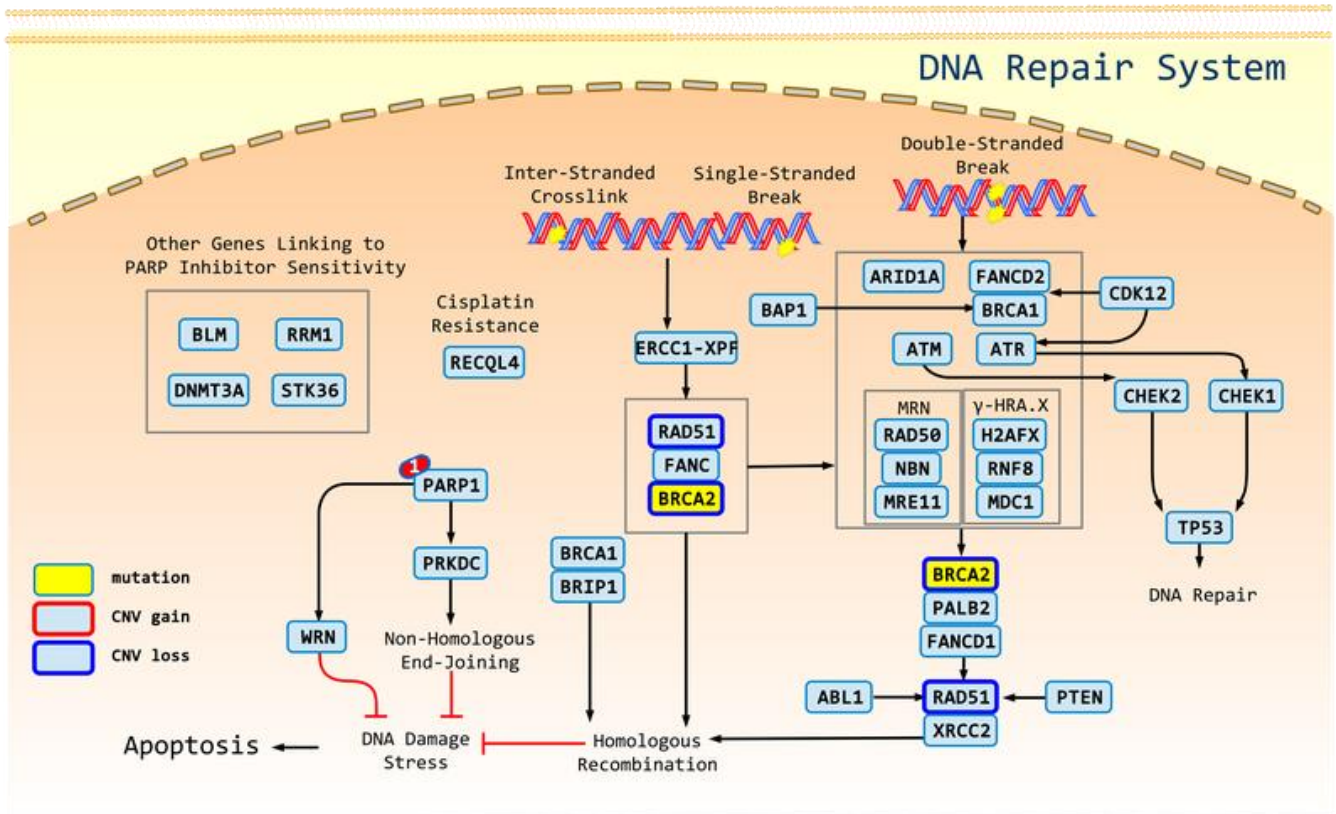 DNA Repair System
Double-Stranded
Break
Inter-Stranded
Crosslink
Single-Stranded
Break
Other Genes Linking to
PARP Inhibitor Sensitivity
BLM
RRM1
DNMT3A
STK36
Cisplatin
Resistance
RECQL4
ERCC1-XPF
BAP1
ARID1A
FANCD2
BRCA1
CDK12
ATM
ATR
CHEK2
CHEK1
MRN
RAD50
NBN
MRE11
γ-HRA.X
H2AFX
RNF8
MDC1
RAD51
FANC
BRCA2
1
PARP1
PRKDC
WRN
Non-Homologous
End-Joining
BRCA1
BRIP1
TP53
DNA Repair
BRCA2
PALB2
FANCD1
ABL1
RAD51
PTEN
XRCC2
mutation
CNV gain
CNV loss
Apoptosis
DNA Damage
Stress
Homologous
Recombination